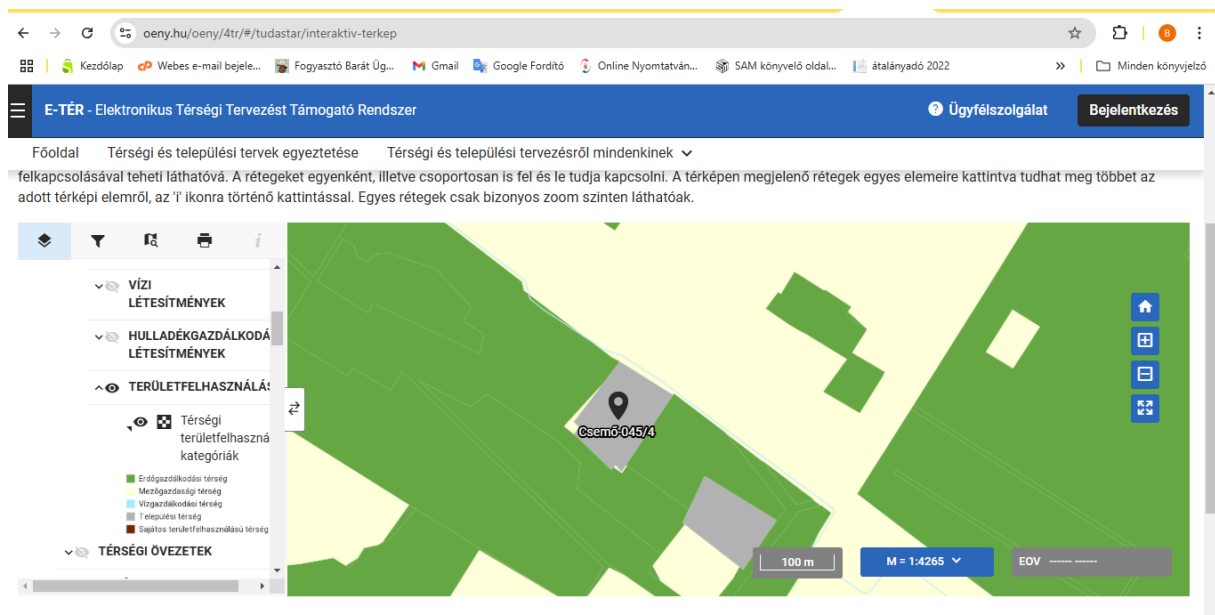 oeny.hu/oeny/4tr/#/tudastar/interaktiv-terkep
B
Kezdőlap
Webes e-mail bejele...
Fogyasztó Barát Üg...
Gmail
Google Fordító
Online Nyomtatván...
SAM könyvelő oldal...
átalányadó 2022
»
Minden könyvjelző
E-TÉR - Elektronikus Térségi Tervezést Támogató Rendszer
Ügyfélszolgálat
Bejelentkezés
Főoldal
Térségi és települési tervek egyeztetése
Térségi és települési tervezésről mindenkinek
felkapcsolásával teheti láthatóvá. A rétegeket egyenként, illetve csoportosan is fel és le tudja kapcsolni. A térképen megjelenő rétegek egyes elemeire kattintva tudhat meg többet az
adott térképi elemről, az 'i' ikonra történő kattintással. Egyes rétegek csak bizonyos zoom szinten láthatóak.
i
VÍZI
LÉTESÍTMÉNYEK
HULLADÉKGAZDÁLKODÁ
LÉTESÍTMÉNYEK
TERÜLETFELHASZNÁLÁS
Térségi
területfelhaszná
kategóriák
Erdőgazdálkodási térség
Mezőgazdasági térség
Vízgazdálkodási térség
Települési térség
Sajátos területfelhasználású térség
TÉRSÉGI ÖVEZETEK
Csemő-045/4
100 m
M = 1:4265
EOV ------ ------